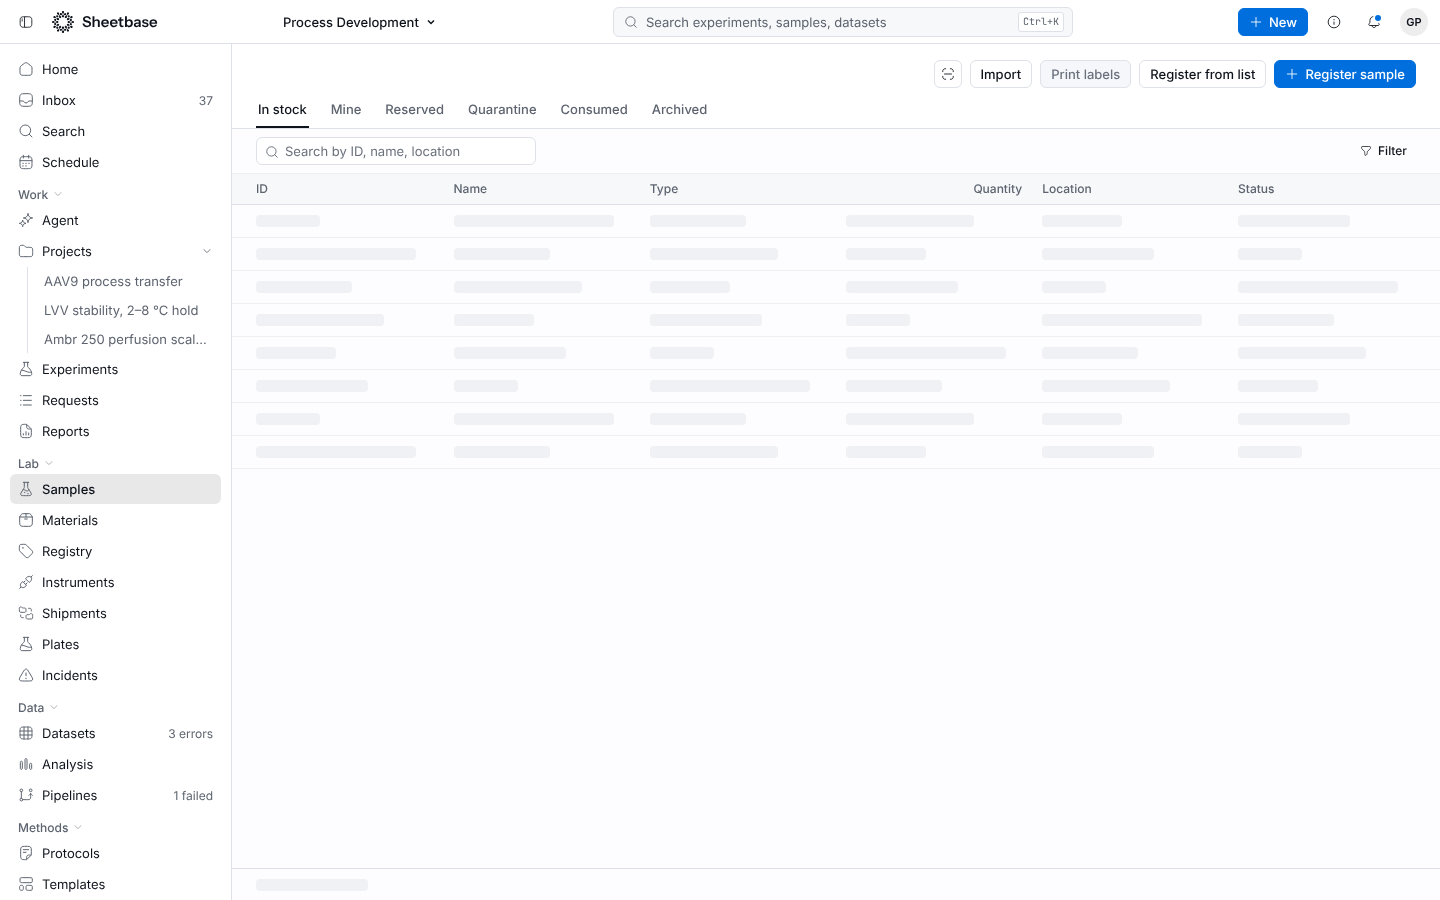 Sheetbase
Process Development
Search experiments, samples, datasets
Ctrl+K
New
GP
Home
Inbox
37
Search
Schedule
Work
Agent
Projects
AAV9 process transfer
LVV stability, 2–8 °C hold
Ambr 250 perfusion scal...
Experiments
Requests
Reports
Lab
Samples
Materials
Registry
Instruments
Shipments
Plates
Incidents
Data
Datasets
3 errors
Analysis
Pipelines
1 failed
Methods
Protocols
Templates
Import
Print labels
Register from list
Register sample
In stock
Mine
Reserved
Quarantine
Consumed
Archived
Search by ID, name, location
Filter
ID
Name
Type
Quantity
Location
Status